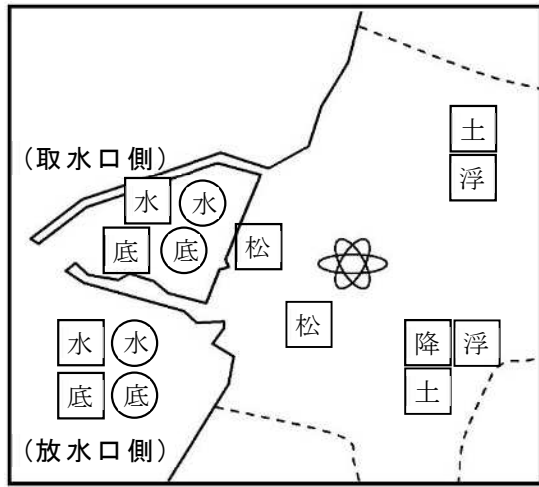 土
浮
(取水口側)
水 水
底 底
松
松
水 水
降 浮
底 底
土
(放水口側)